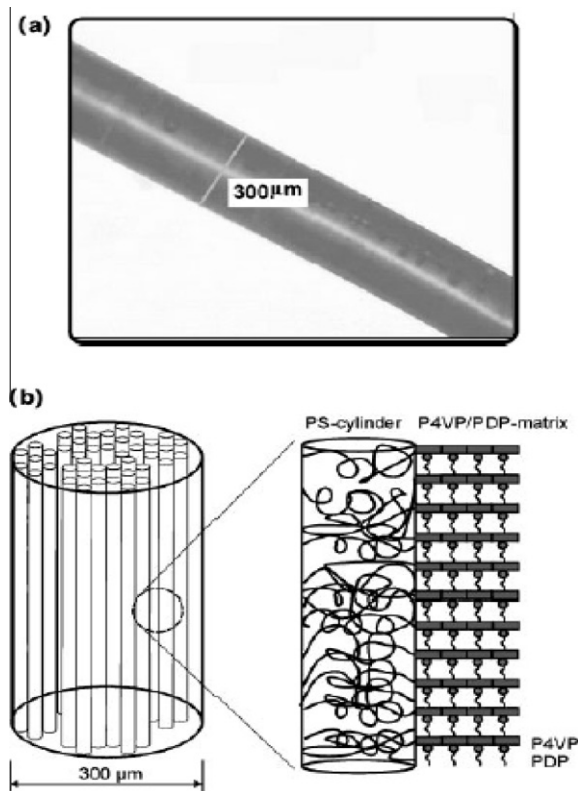 (a)
300µm
(b)
PS-cylinder P4VP/PDP-matrix
P4VP
PDP
300 µm